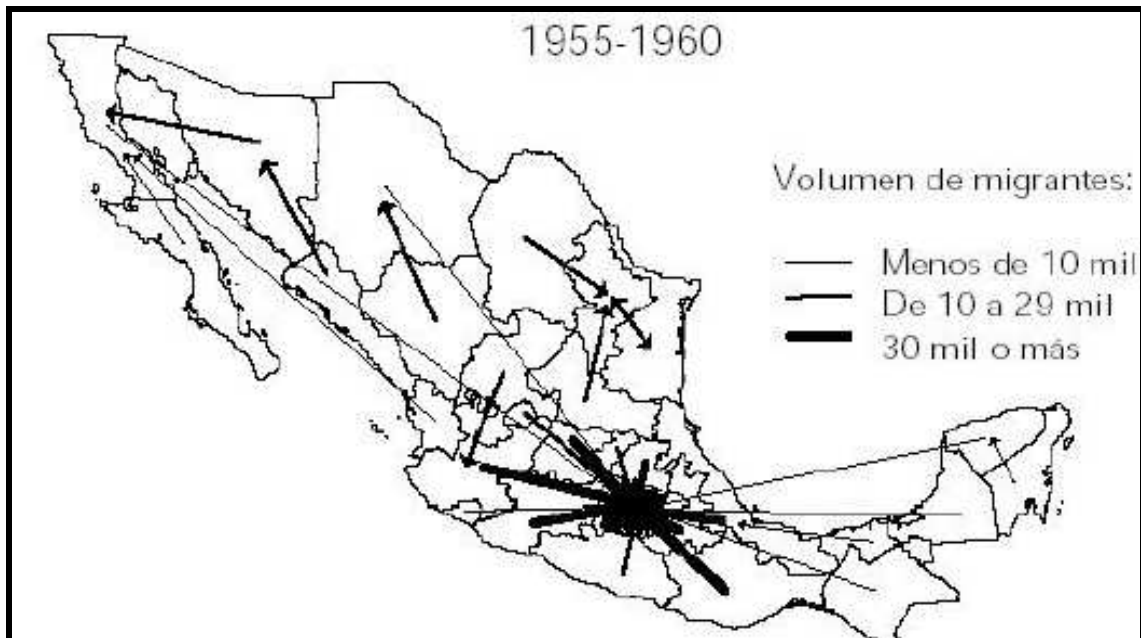 1955-1960
Volumen de migrantes:
Menos de 10 mil
De 10 a 29 mil
30 mil o más